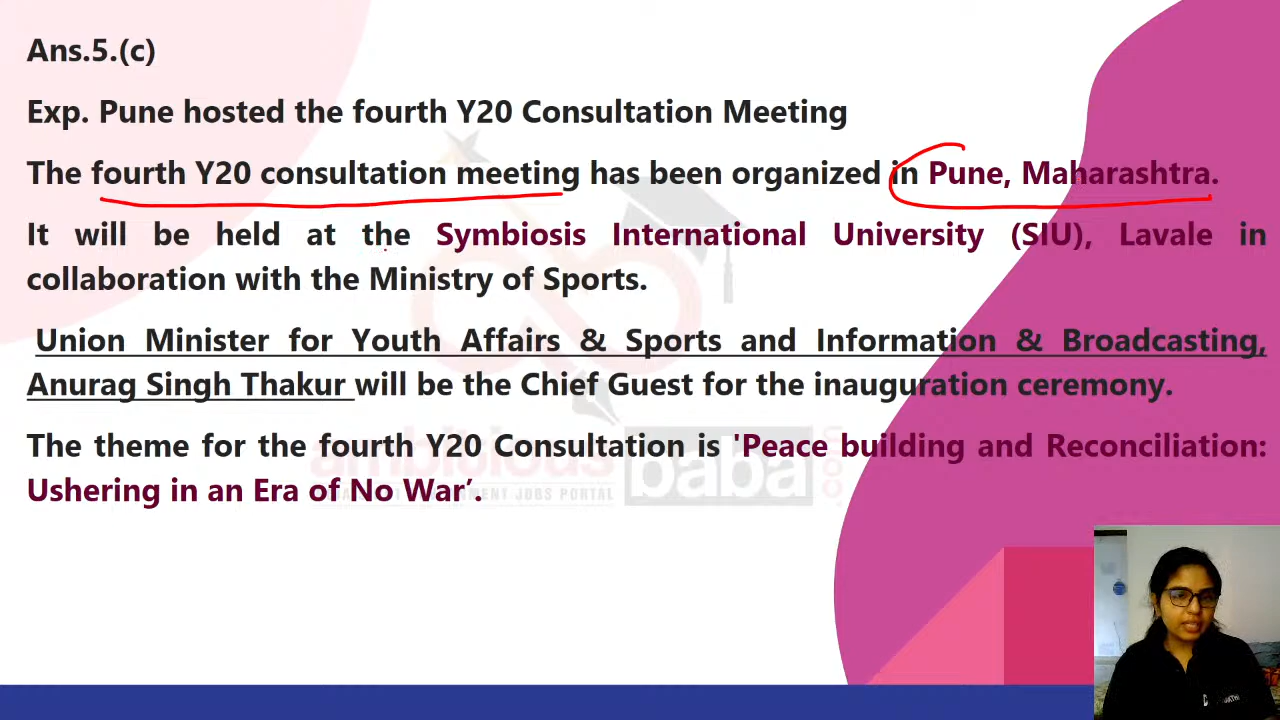 Ans.5.(c)
Exp. Pune hosted the fourth Y20 Consultation Meeting
The fourth Y20 consultation meeting has been organized in Pune, Maharashtra.
It will be held at the Symbiosis International University (SIU), Lavale in
collaboration with the Ministry of Sports.
Union Minister for Youth Affairs & Sports and Information & Broadcasting,
Anurag Singh Thakur will be the Chief Guest for the inauguration ceremony.
The theme for the fourth Y20 Consultation is 'Peace building and Reconciliation:
Ushering in an Era of No War’.
ambitious baba
JOBS PORTAL